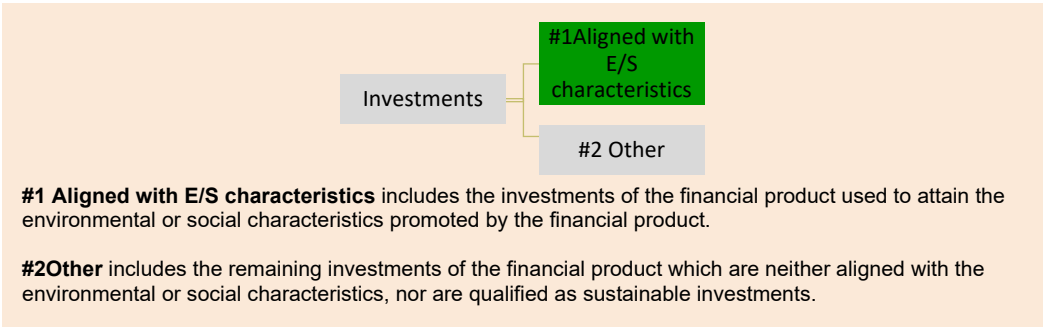 #1Aligned with
E/S
characteristics
Investments
#2 Other
#1 Aligned with E/S characteristics includes the investments of the financial product used to attain the
environmental or social characteristics promoted by the financial product.
#2Other includes the remaining investments of the financial product which are neither aligned with the
environmental or social characteristics, nor are qualified as sustainable investments.